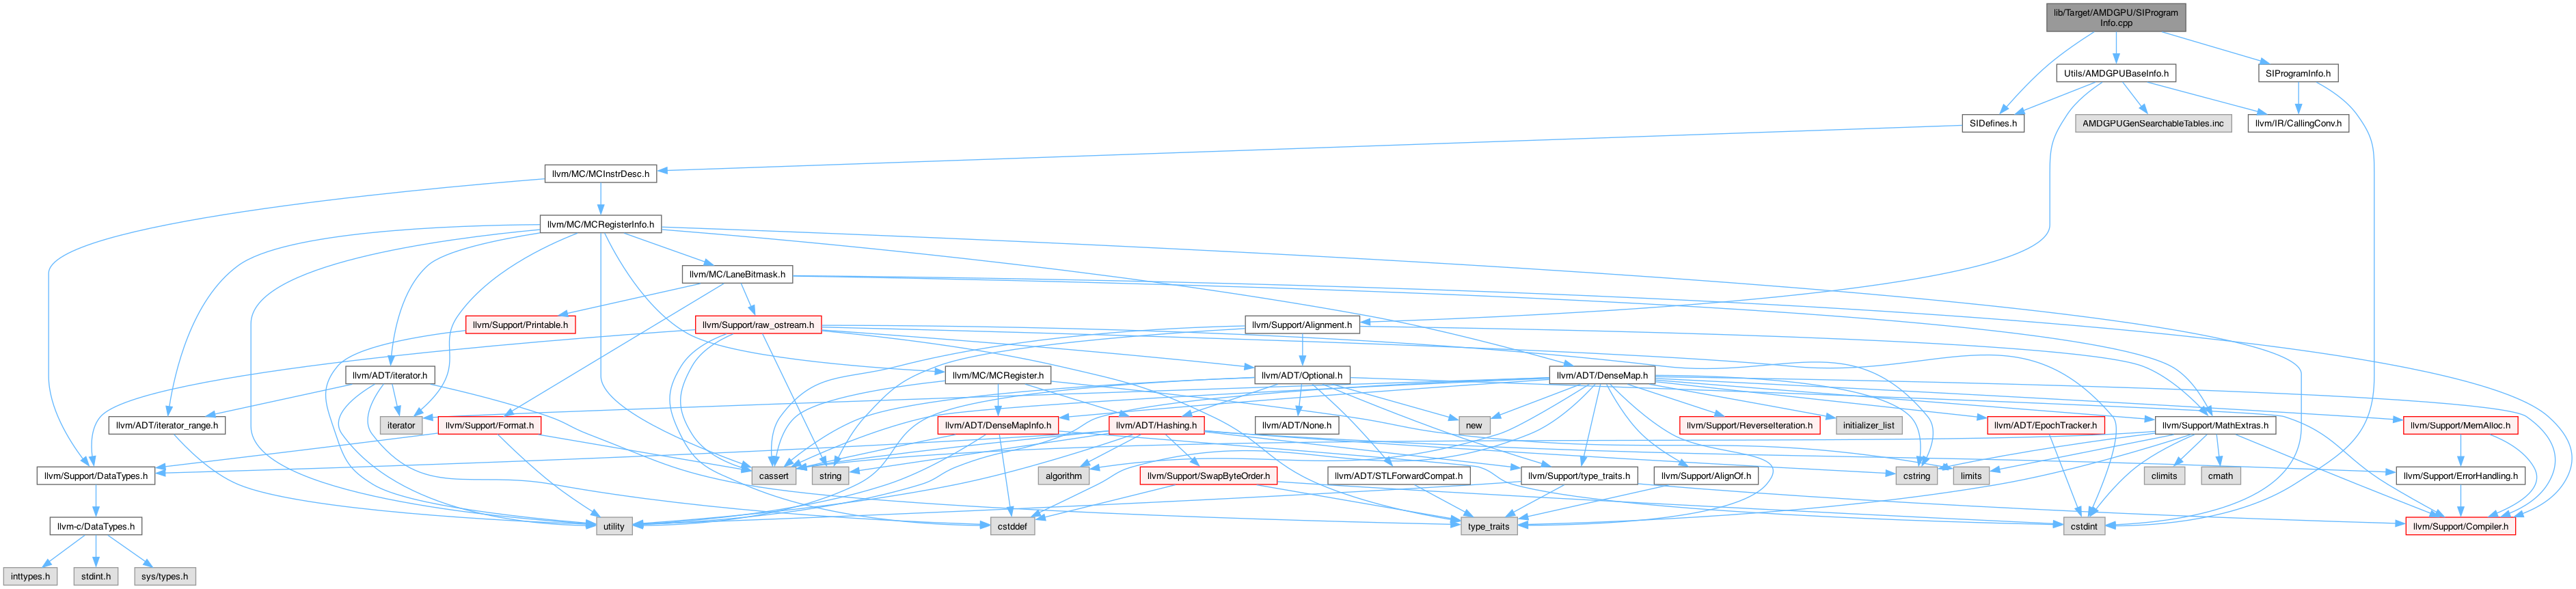 lib/Target/AMDGPU/SIProgram
Info.cpp
Utils/AMDGPUBaseInfo.h
SIProgramInfo.h
SIDefines.h
AMDGPUGenSearchableTables.inc
llvm/IR/CallingConv.h
llvm/MC/MCInstrDesc.h
llvm/MC/MCRegisterInfo.h
llvm/MC/LaneBitmask.h
llvm/Support/Printable.h
llvm/Support/raw_ostream.h
llvm/Support/Alignment.h
llvm/ADT/iterator.h
llvm/MC/MCRegister.h
llvm/ADT/Optional.h
llvm/ADT/DenseMap.h
llvm/ADT/iterator_range.h
iterator
llvm/Support/Format.h
llvm/ADT/DenseMapInfo.h
llvm/ADT/Hashing.h
llvm/ADT/None.h
new
llvm/Support/ReverseIteration.h
initializer_list
llvm/ADT/EpochTracker.h
llvm/Support/MathExtras.h
llvm/Support/MemAlloc.h
llvm/Support/DataTypes.h
cassert
string
algorithm
llvm/Support/SwapByteOrder.h
llvm/ADT/STLForwardCompat.h
llvm/Support/type_traits.h
llvm/Support/AlignOf.h
cstring
limits
climits
cmath
llvm/Support/ErrorHandling.h
llvm-c/DataTypes.h
utility
cstddef
type_traits
cstdint
llvm/Support/Compiler.h
inttypes.h
stdint.h
sys/types.h